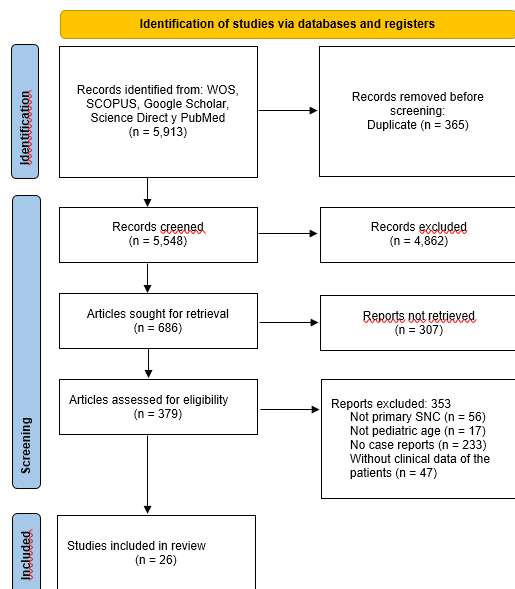 Identification of studies via databases and registers
Identification
Records identified from: WOS,
SCOPUS, Google Scholar,
Science Direct y PubMed
(n = 5,913)
Records removed before
screening:
Duplicate (n = 365)
Screening
Records creened
(n = 5,548)
Records excluded
(n = 4,862)
Articles sought for retrieval
(n = 686)
Reports not retrieved
(n = 307)
Articles assessed for eligibility
(n = 379)
Reports excluded: 353
Not primary SNC (n = 56)
Not pediatric age (n = 17)
No case reports (n = 233)
Without clinical data of the
patients (n = 47)
Included
Studies included in review
(n = 26)